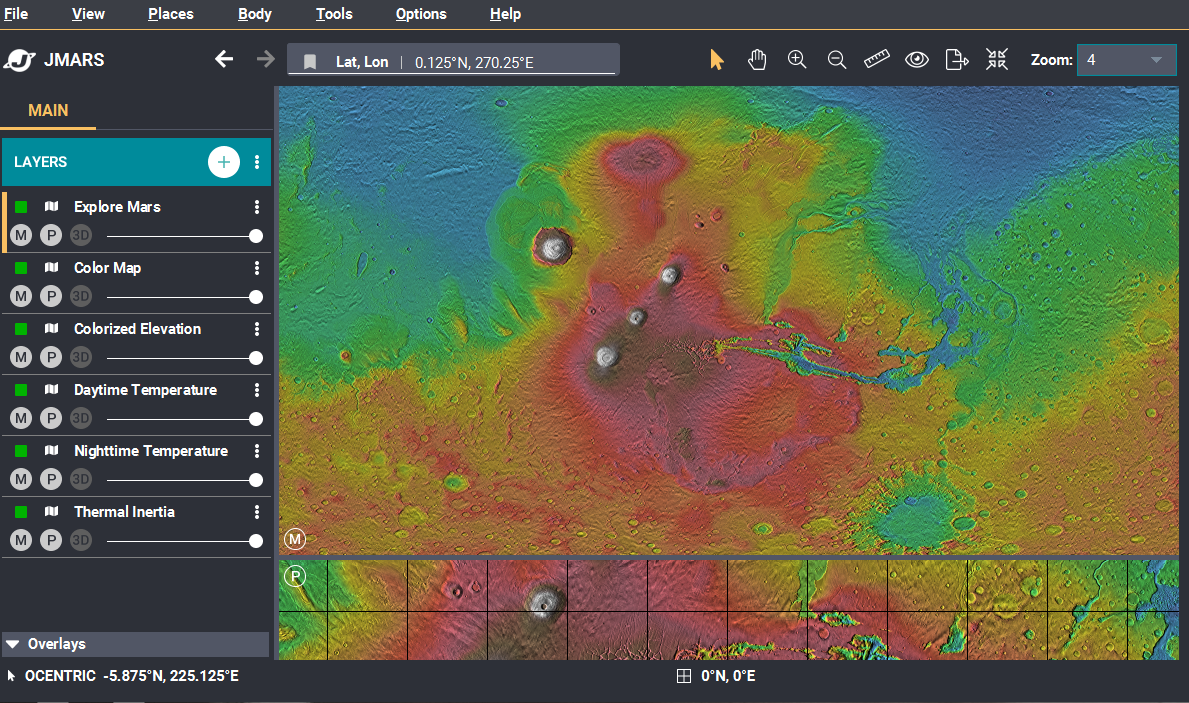 File View Places Body Tools Options Help
JMARS Lat, Lon | 0.125°N, 270.25°E Zoom: 4
MAIN
LAYERS
Explore Mars
M P 3D
Color Map
M P 3D
Colorized Elevation
M P 3D
Daytime Temperature
M P 3D
Nighttime Temperature
M P 3D
Thermal Inertia
M P 3D
M
P
Overlays
OCENTRIC -5.875°N, 225.125°E 0°N, 0°E